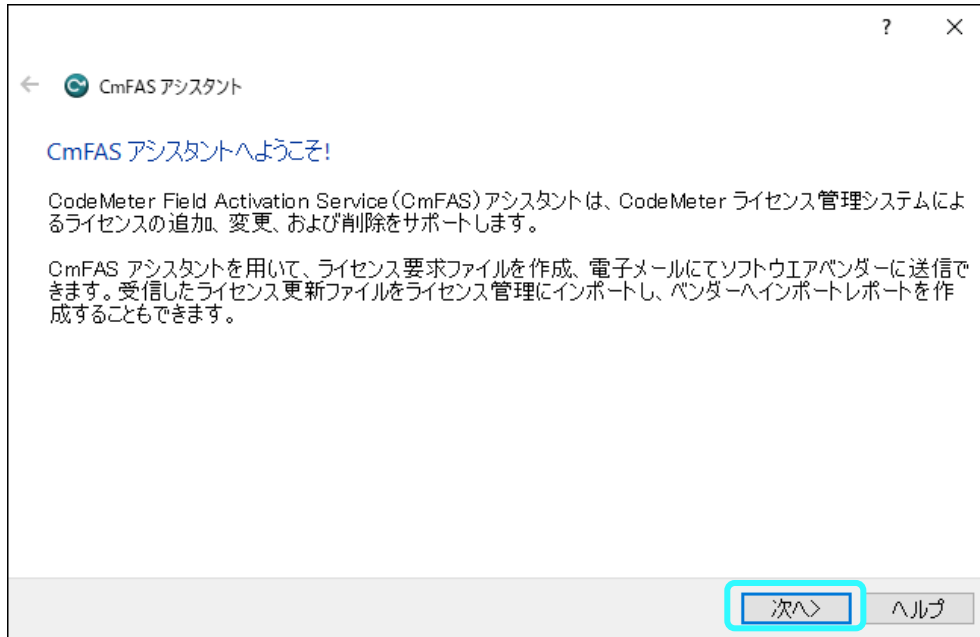 ? ×
← CmFAS アシスタント
CmFAS アシスタントへようこそ!
CodeMeter Field Activation Service(CmFAS)アシスタントは、CodeMeter ライセンス管理システムによ
るライセンスの追加、変更、および削除をサポートします。
CmFAS アシスタントを用いて、ライセンス要求ファイルを作成、電子メールにてソフトウエアベンダーに送信で
きます。受信したライセンス更新ファイルをライセンス管理にインポートし、ベンダーへインポートレポートを作
成することもできます。
次へ> ヘルプ